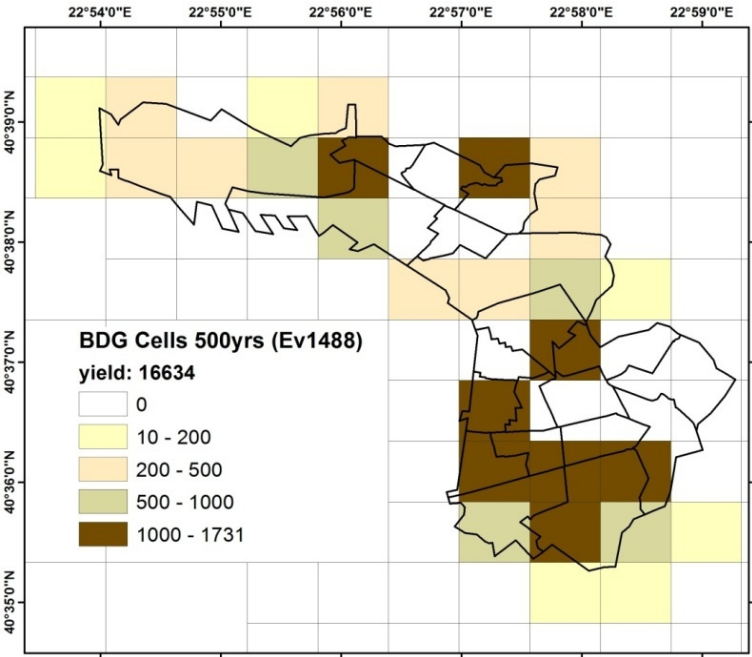 22°54'0"E 22°55'0"E 22°56'0"E 22°57'0"E 22°58'0"E 22°59'0"E
40°39'0"N
40°38'0"N
40°37'0"N
40°36'0"N
40°35'0"N
BDG Cells 500yrs (Ev1488)
yield: 16634
0
10 - 200
200 - 500
500 - 1000
1000 - 1731